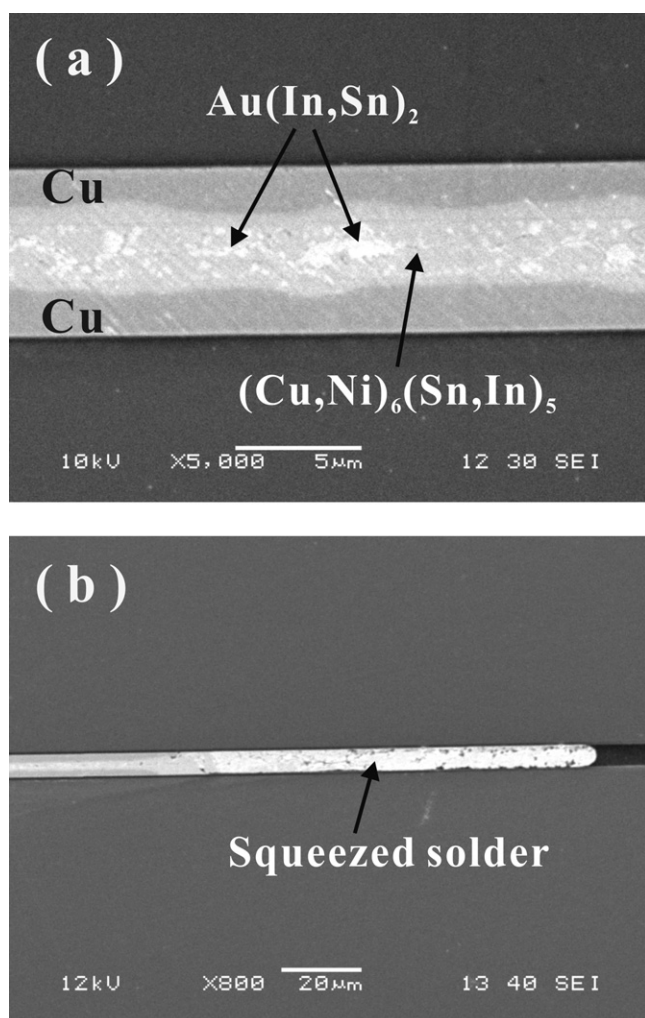 ( a )
Au(In,Sn)₂
Cu
Cu
(Cu,Ni)₆(Sn,In)₅
10kV X5,000 5μm 12 30 SEI
( b )
Squeezed solder
12kV X800 20μm 13 40 SEI